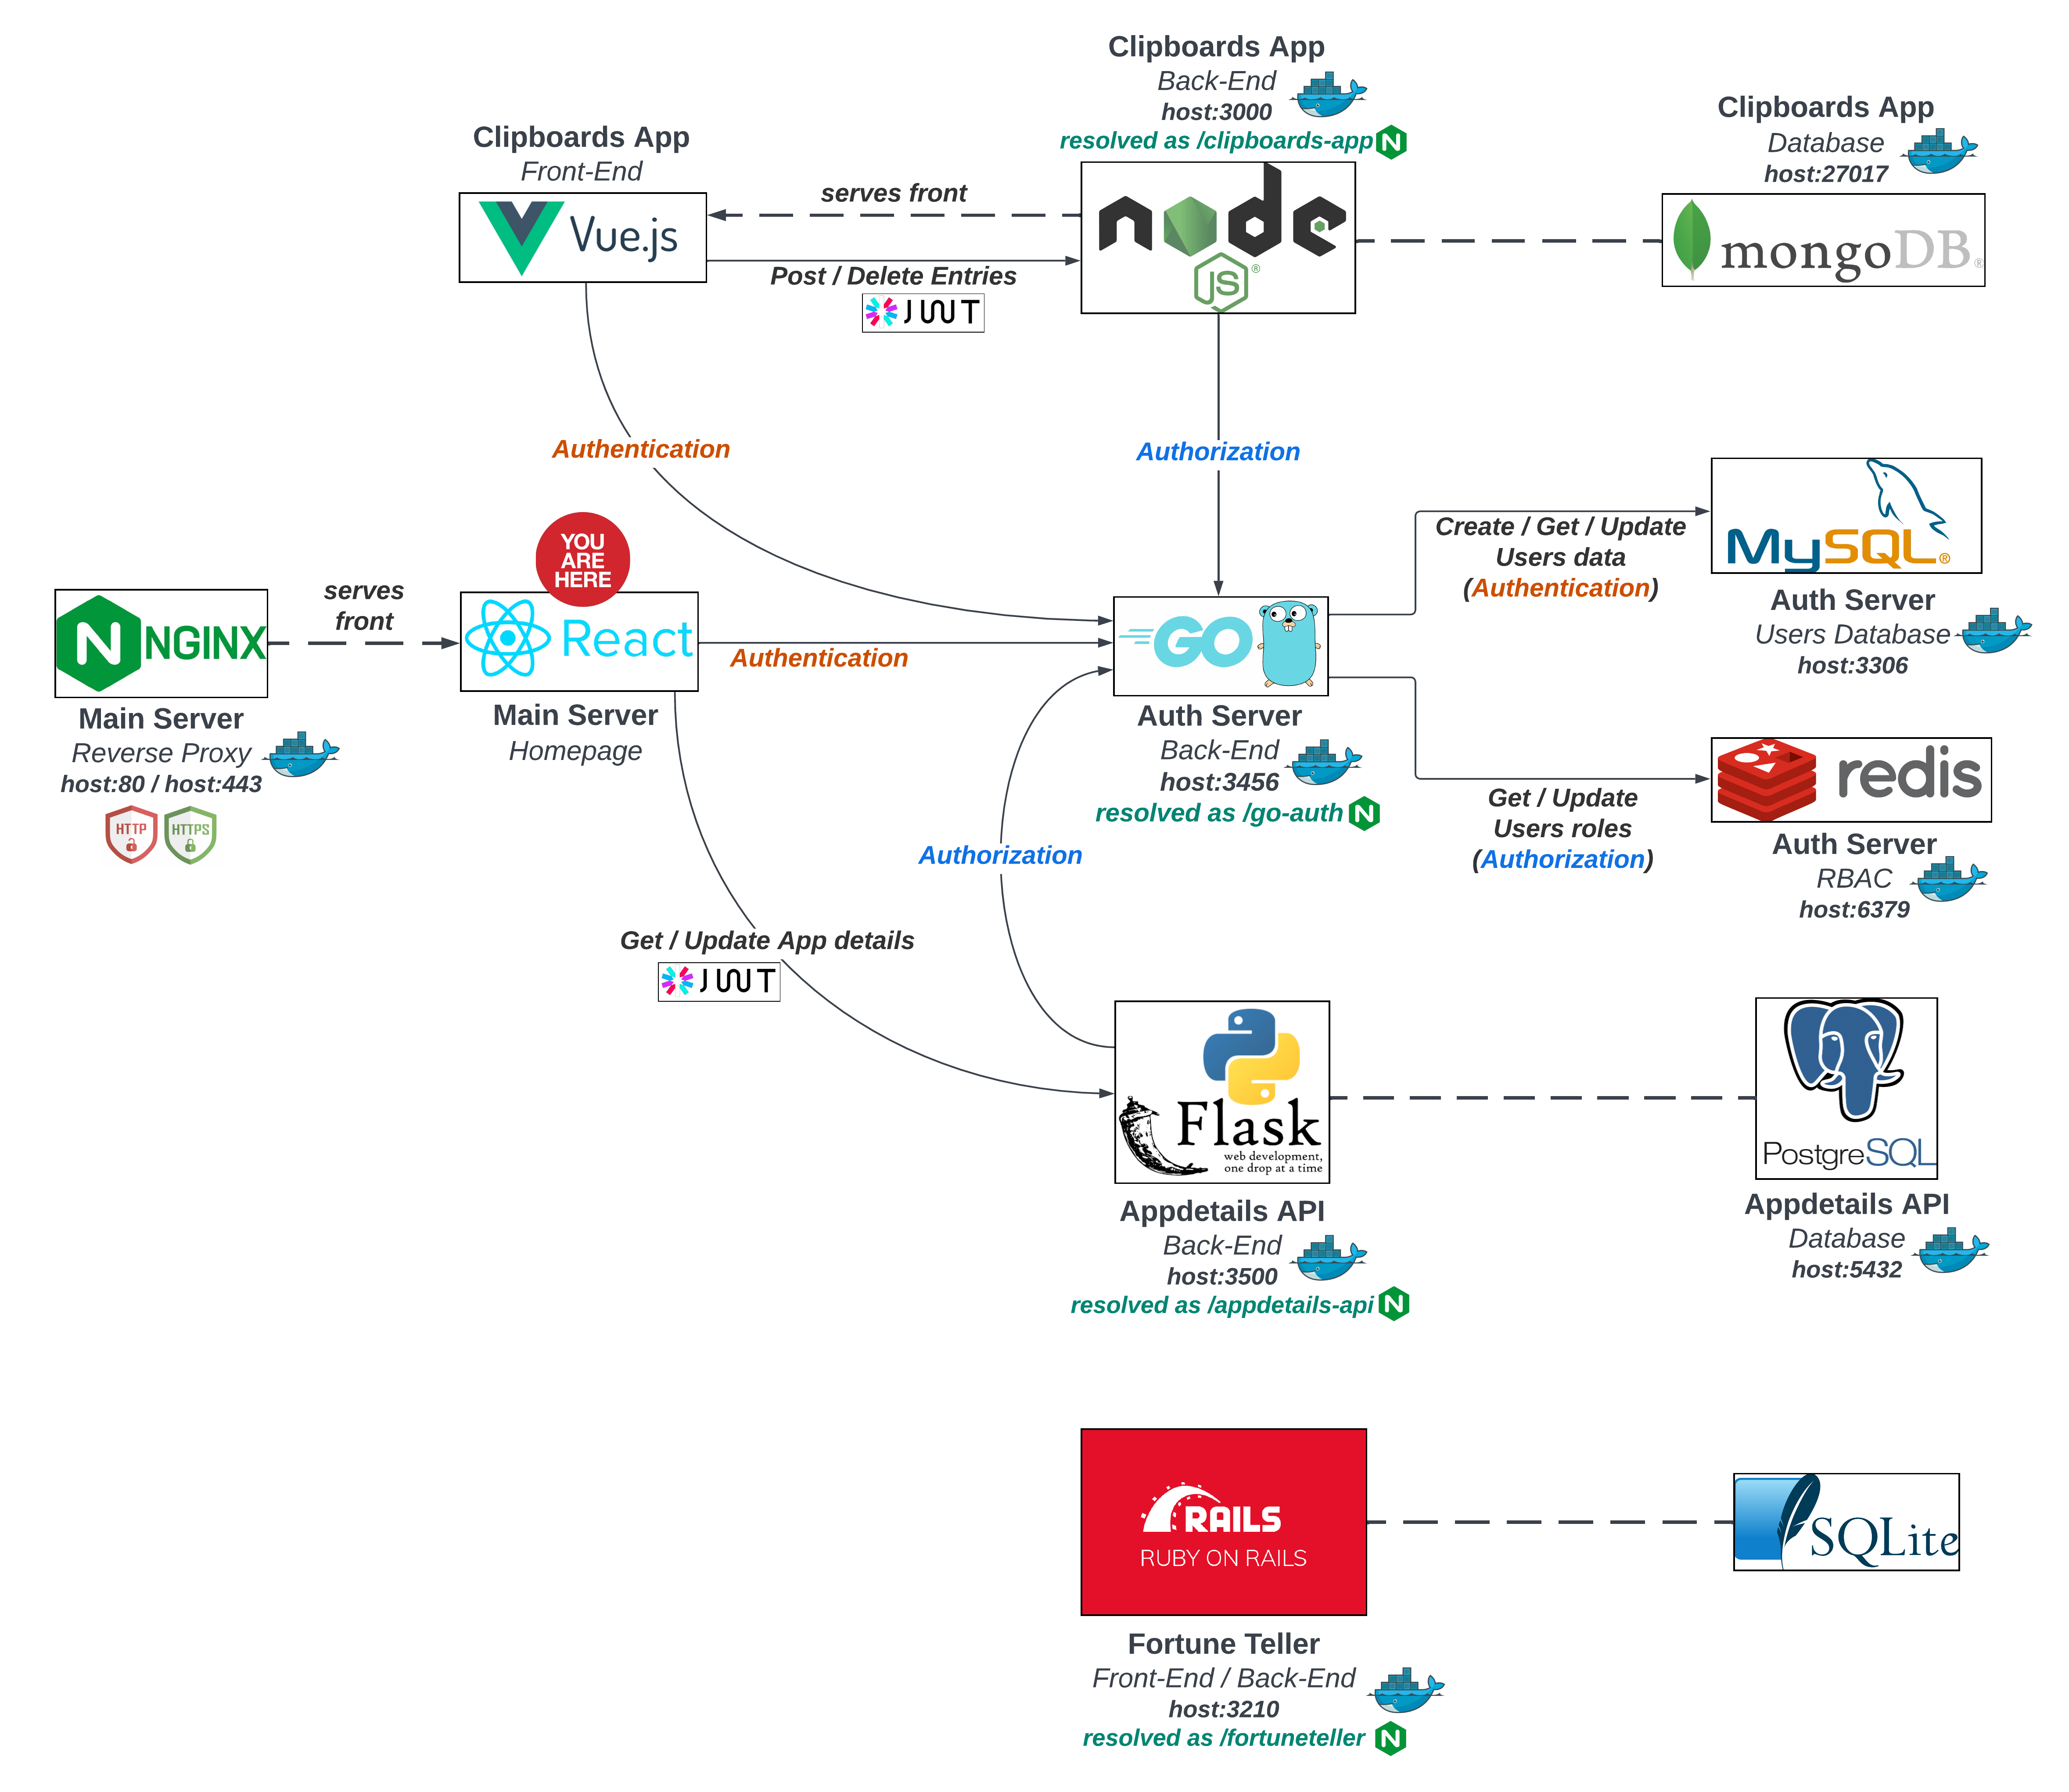 Clipboards App
Back-End
host:3000
resolved as /clipboards-app
N
node
JS
®
Clipboards App
Database
host:27017
mongoDB®
Clipboards App
Front-End
Vue.js
serves front
Post / Delete Entries
JWT
Authentication
Authorization
YOU
ARE
HERE
NGINX
Main Server
Reverse Proxy
host:80 / host:443
HTTP
HTTPS
serves
front
React
Main Server
Homepage
Authentication
GO
Auth Server
Back-End
host:3456
resolved as /go-auth
N
Create / Get / Update
Users data
(Authentication)
MySQL®
Auth Server
Users Database
host:3306
Get / Update
Users roles
(Authorization)
redis
Auth Server
RBAC
host:6379
Authorization
Get / Update App details
JWT
Flask
web development,
one drop at a time
Appdetails API
Back-End
host:3500
resolved as /appdetails-api
N
PostgreSQL
Appdetails API
Database
host:5432
RAILS
RUBY ON RAILS
Fortune Teller
Front-End / Back-End
host:3210
resolved as /fortuneteller
N
SQLite